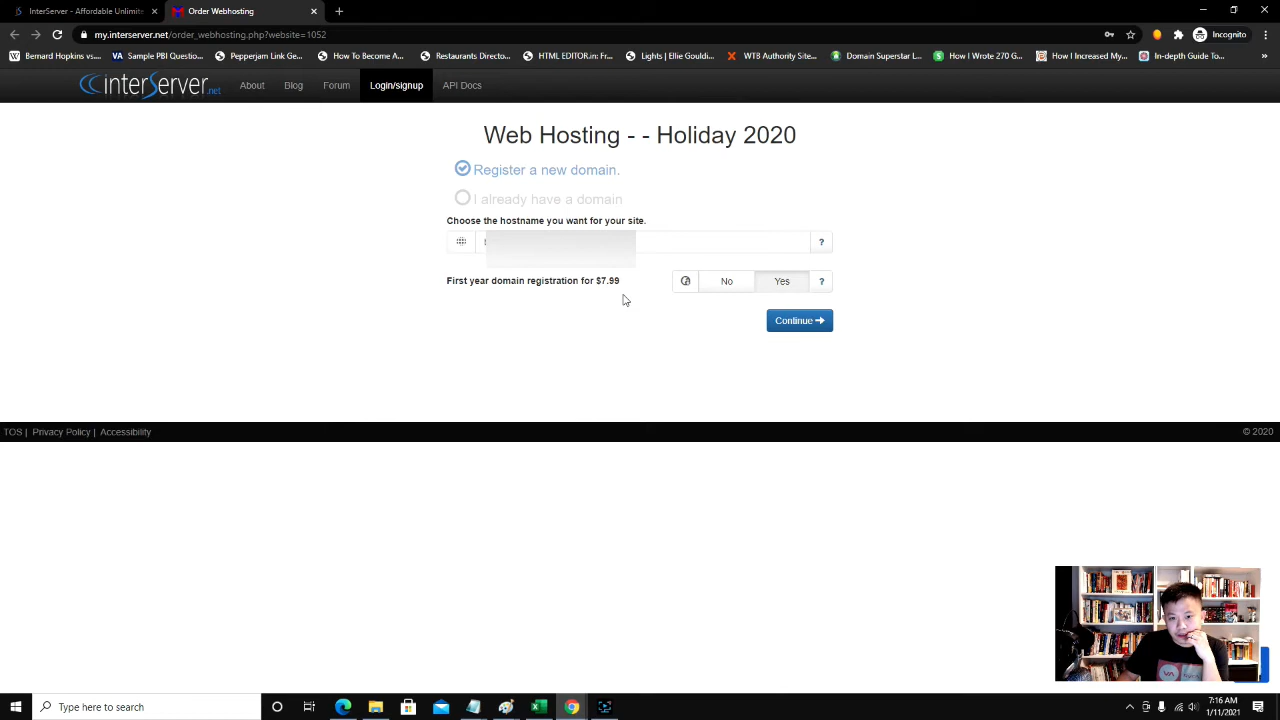 InterServer - Affordable Unlimite
Order Webhosting
my.interserver.net/order_webhosting.php?website=1052
Incognito
Bernard Hopkins vs...
VA Sample PBI Questio...
Pepperjam Link Ge...
How To Become A...
Restaurants Directo...
HTML EDITOR.in: Fr...
Lights | Ellie Gouldi...
WTB Authority Site...
Domain Superstar L...
How I Wrote 270 G...
How I Increased My...
In-depth Guide To...
interServer.net
About
Blog
Forum
Login/signup
API Docs
Web Hosting - - Holiday 2020
Register a new domain.
I already have a domain
Choose the hostname you want for your site.
?
First year domain registration for $7.99
No
Yes
?
Continue
TOS | Privacy Policy | Accessibility
© 2020
VA
Type here to search
7:16 AM
1/11/2021